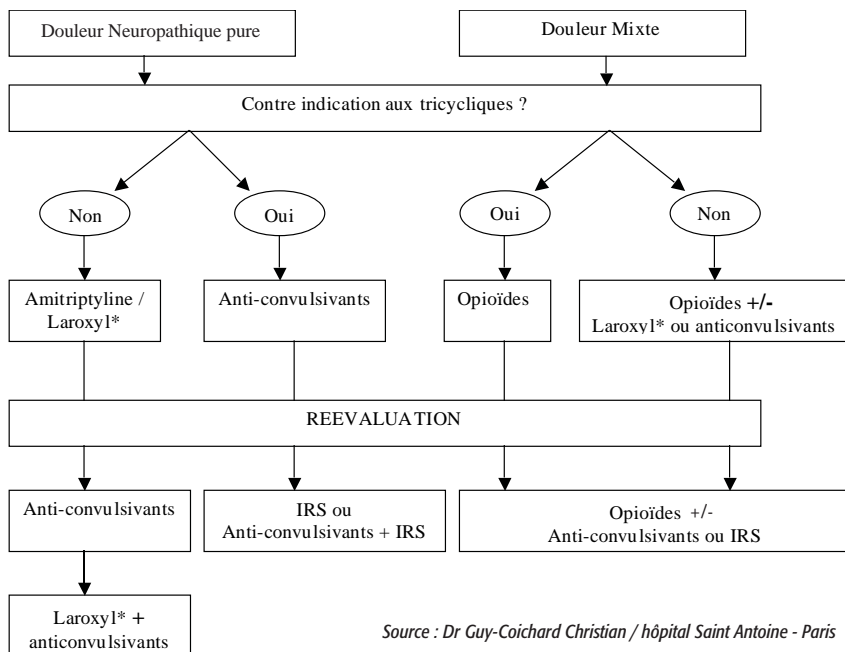 Douleur Neuropathique pure
Douleur Mixte
Contre indication aux tricycliques ?
Non
Oui
Oui
Non
Amitriptyline /
Laroxyl*
Anti-convulsivants
Opioïdes
Opioïdes +/-
Laroxyl* ou anticonvulsivants
REEVALUATION
Anti-convulsivants
IRS ou
Anti-convulsivants + IRS
Opioïdes +/-
Anti-convulsivants ou IRS
Laroxyl* +
anticonvulsivants
Source : Dr Guy-Coichard Christian / hôpital Saint Antoine - Paris